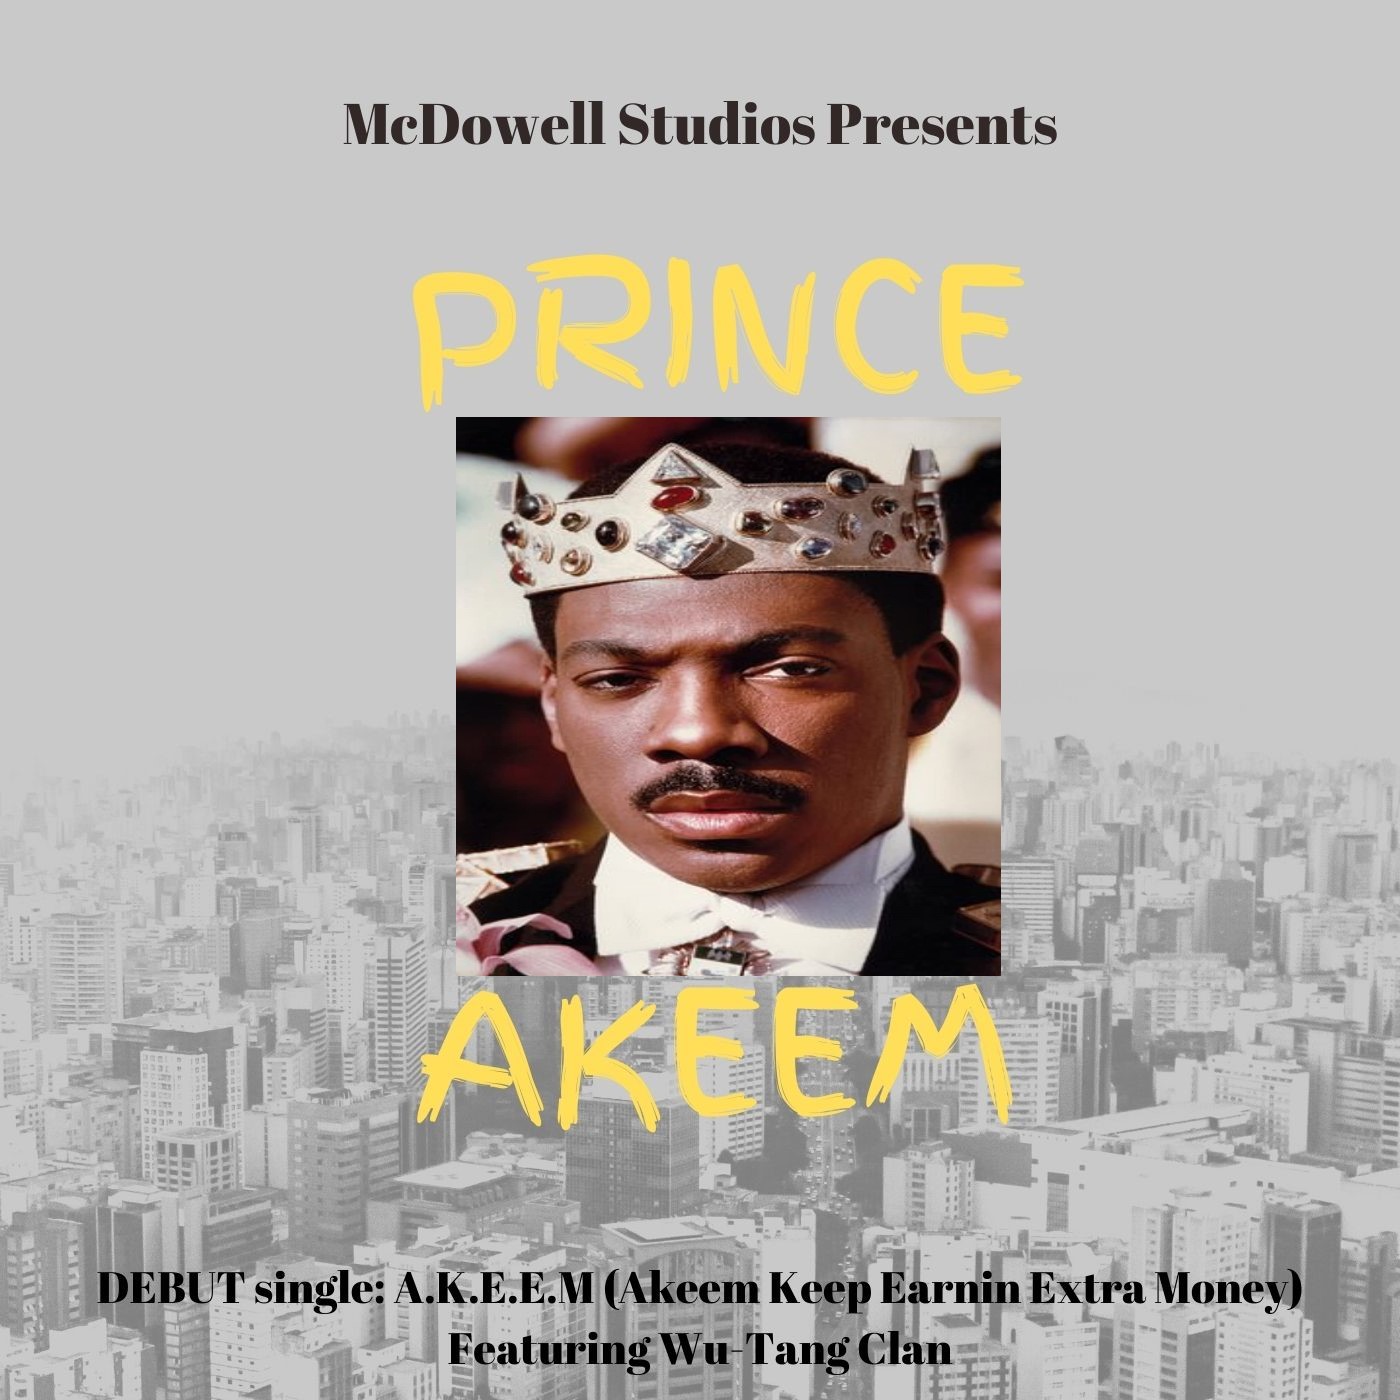 McDowell Studios Presents
PRINCE
AKEEM
DEBUT single: A.K.E.E.M (Akeem Keep Earnin Extra Money)
Featuring Wu-Tang Clan